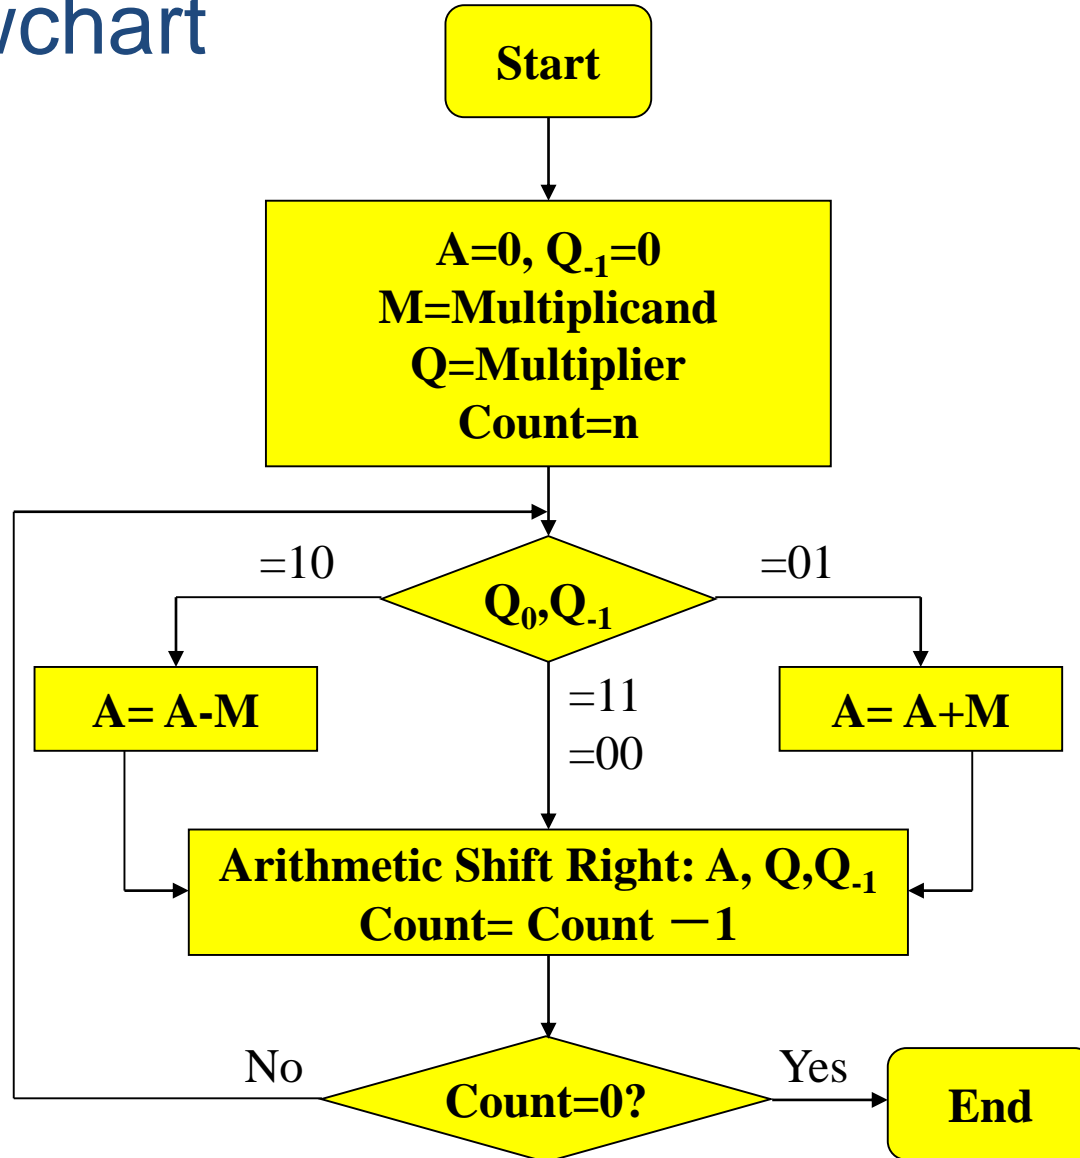 wchart
Start
A=0, Q-1=0
M=Multiplicand
Q=Multiplier
Count=n
=10
=01
Q0,Q-1
A= A-M
=11
=00
A= A+M
Arithmetic Shift Right: A, Q,Q-1
Count= Count －1
No
Yes
Count=0?
End